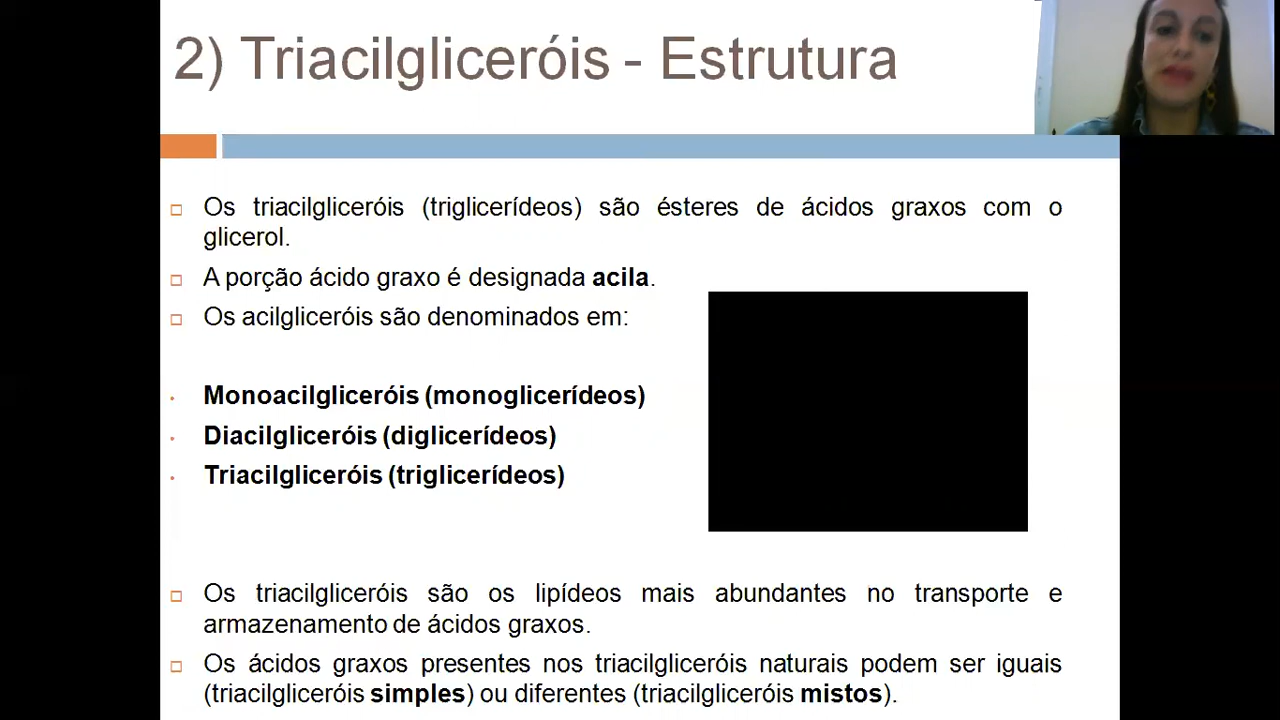 2) Triacilgliceróis - Estrutura
Os triacilgliceróis (triglicerídeos) são ésteres de ácidos graxos com o
glicerol.
A porção ácido graxo é designada acila.
Os acilgliceróis são denominados em:
Monoacilgliceróis (monoglicerídeos)
Diacilgliceróis (diglicerídeos)
Triacilgliceróis (triglicerídeos)
Os triacilgliceróis são os lipídeos mais abundantes no transporte e
armazenamento de ácidos graxos.
Os ácidos graxos presentes nos triacilgliceróis naturais podem ser iguais
(triacilgliceróis simples) ou diferentes (triacilgliceróis mistos).